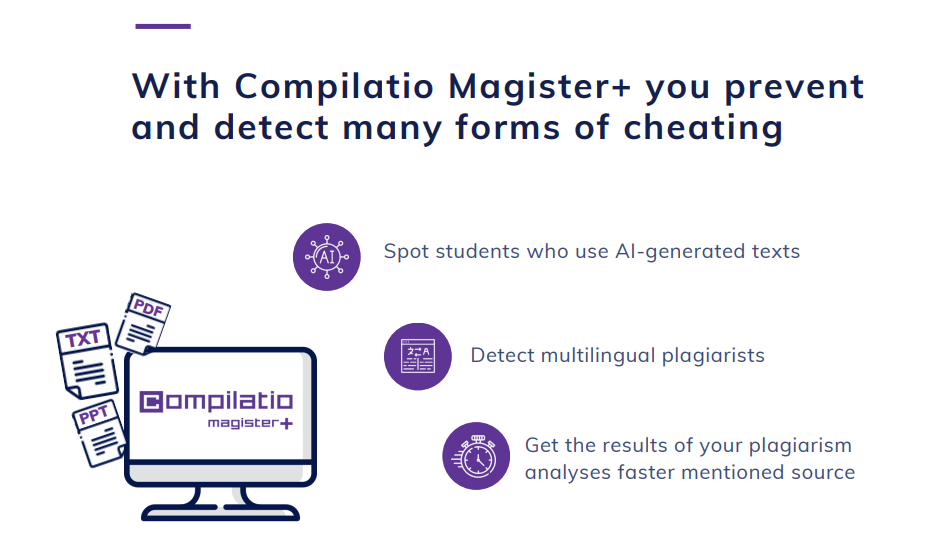 With Compilatio Magister+ you prevent
and detect many forms of cheating
AI
Spot students who use AI-generated texts
PDF
TXT
PPT
Compilatio
magister+
文 A
Detect multilingual plagiarists
Get the results of your plagiarism
analyses faster mentioned source